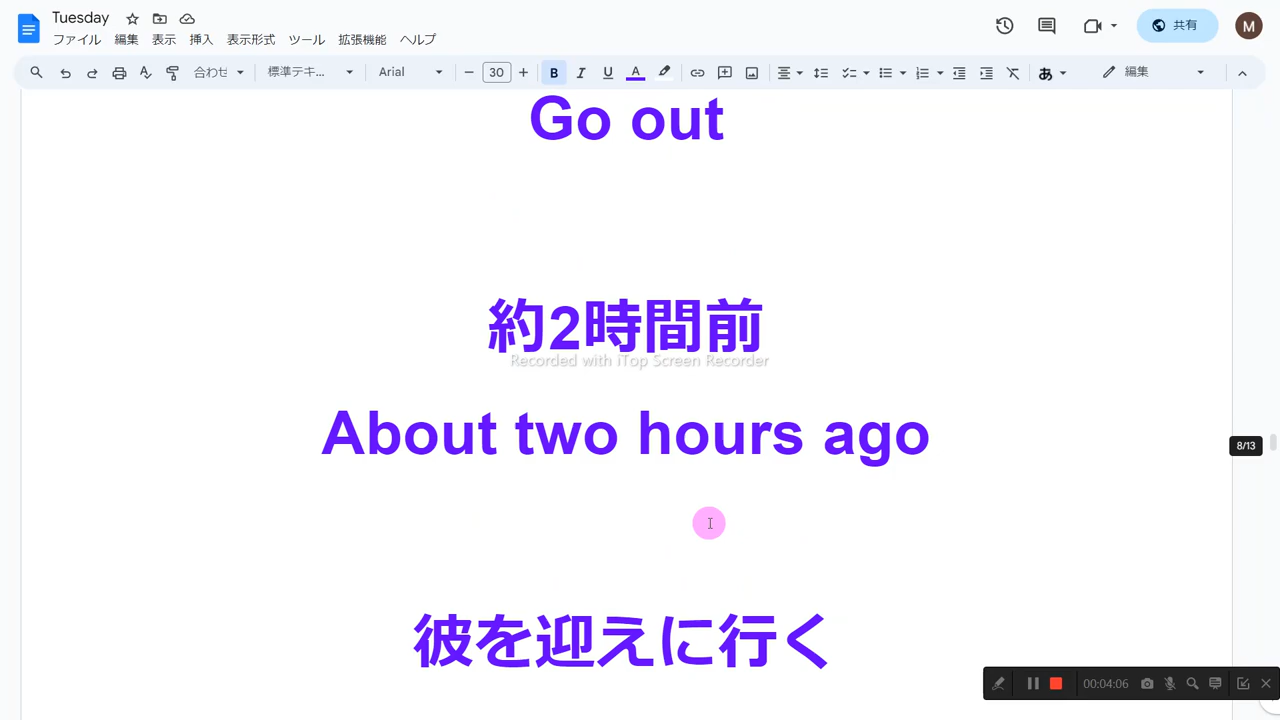 Tuesday
ファイル 編集 表示 挿入 表示形式 ツール 拡張機能 ヘルプ
共有
M
合わせ 標準テキ... Arial 30 B I U A あ 編集
Go out
約2時間前
Recorded with iTop Screen Recorder
About two hours ago
8/13
彼を迎えに行く
00:04:06